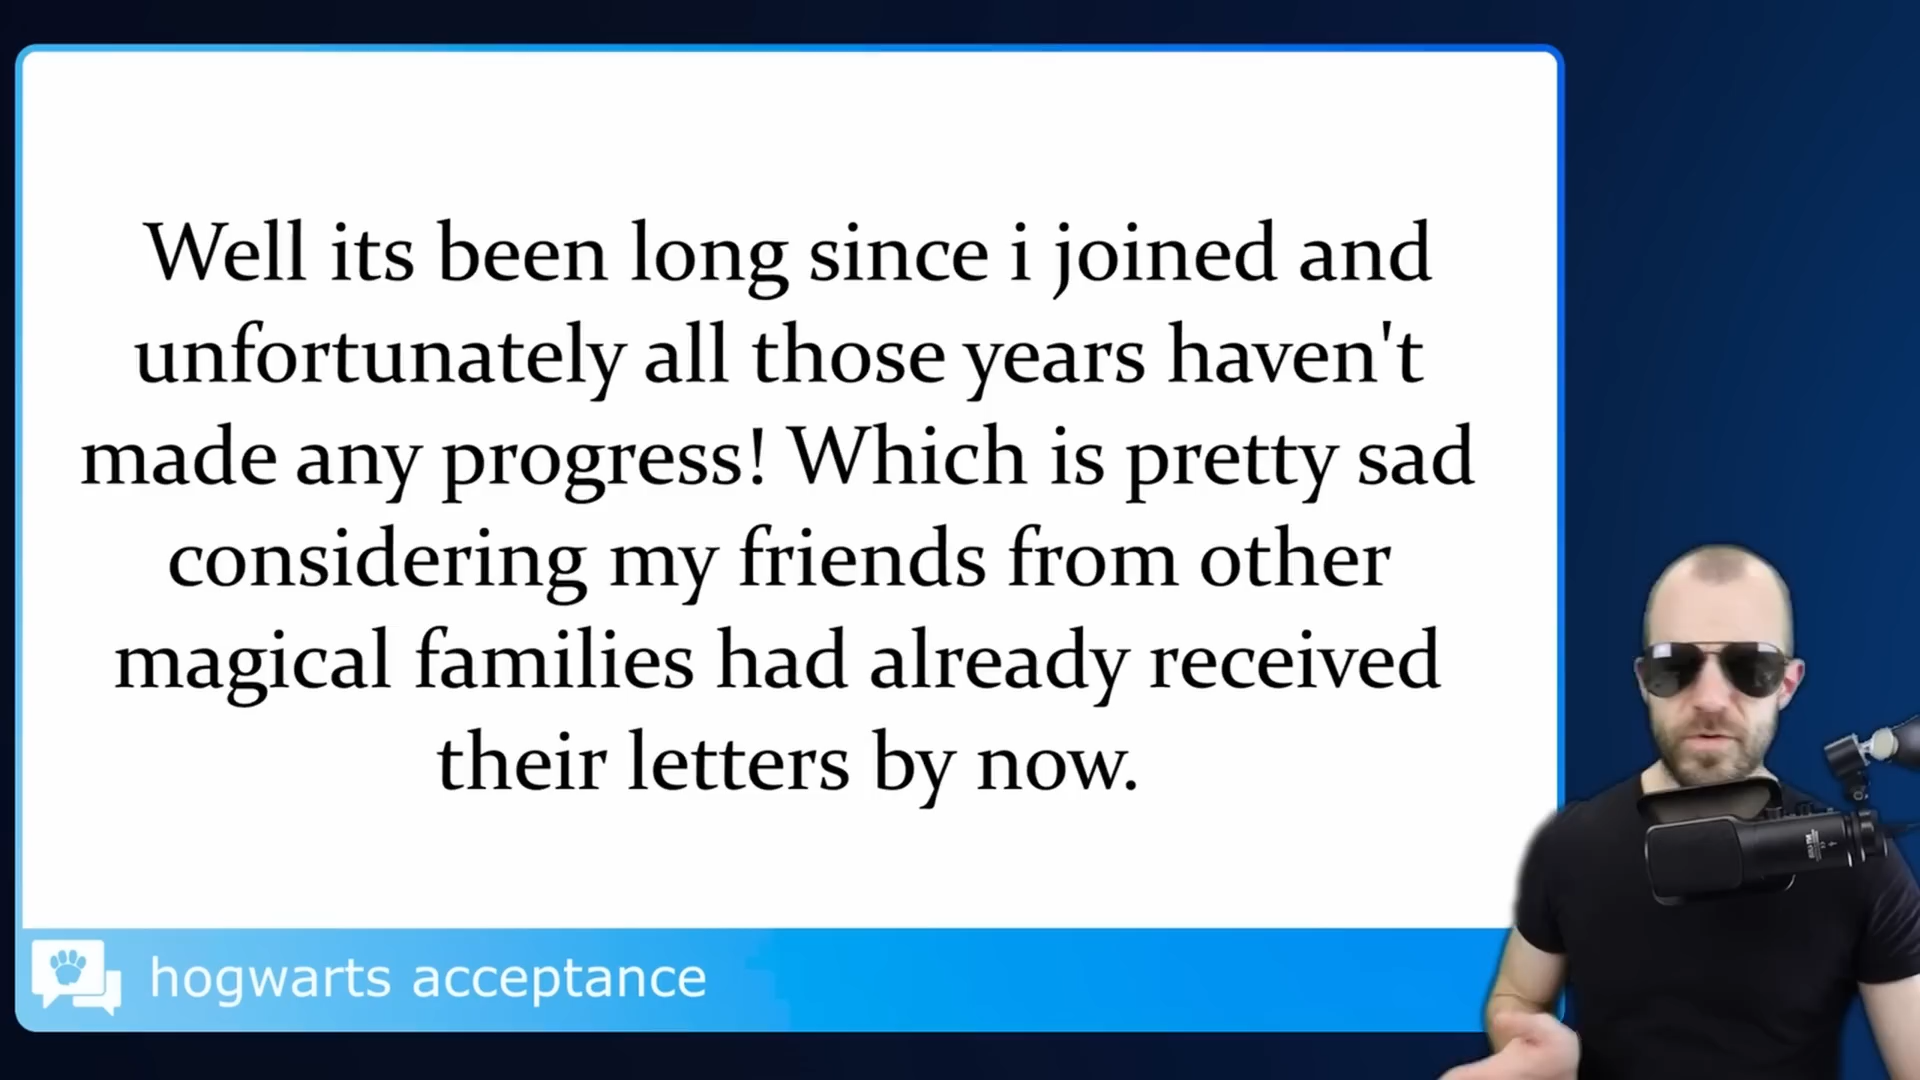 Well its been long since i joined and
unfortunately all those years haven't
made any progress! Which is pretty sad
considering my friends from other
magical families had already received
their letters by now.
hogwarts acceptance